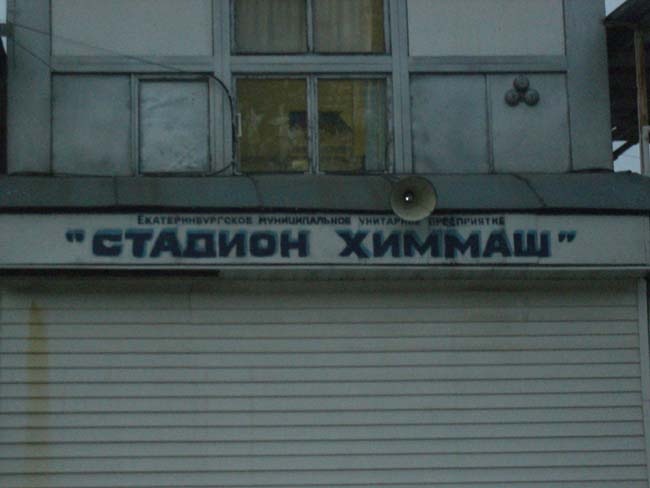 Екатеринбургское муниципальное унитарное предприятие
"СТАДИОН ХИММАШ"